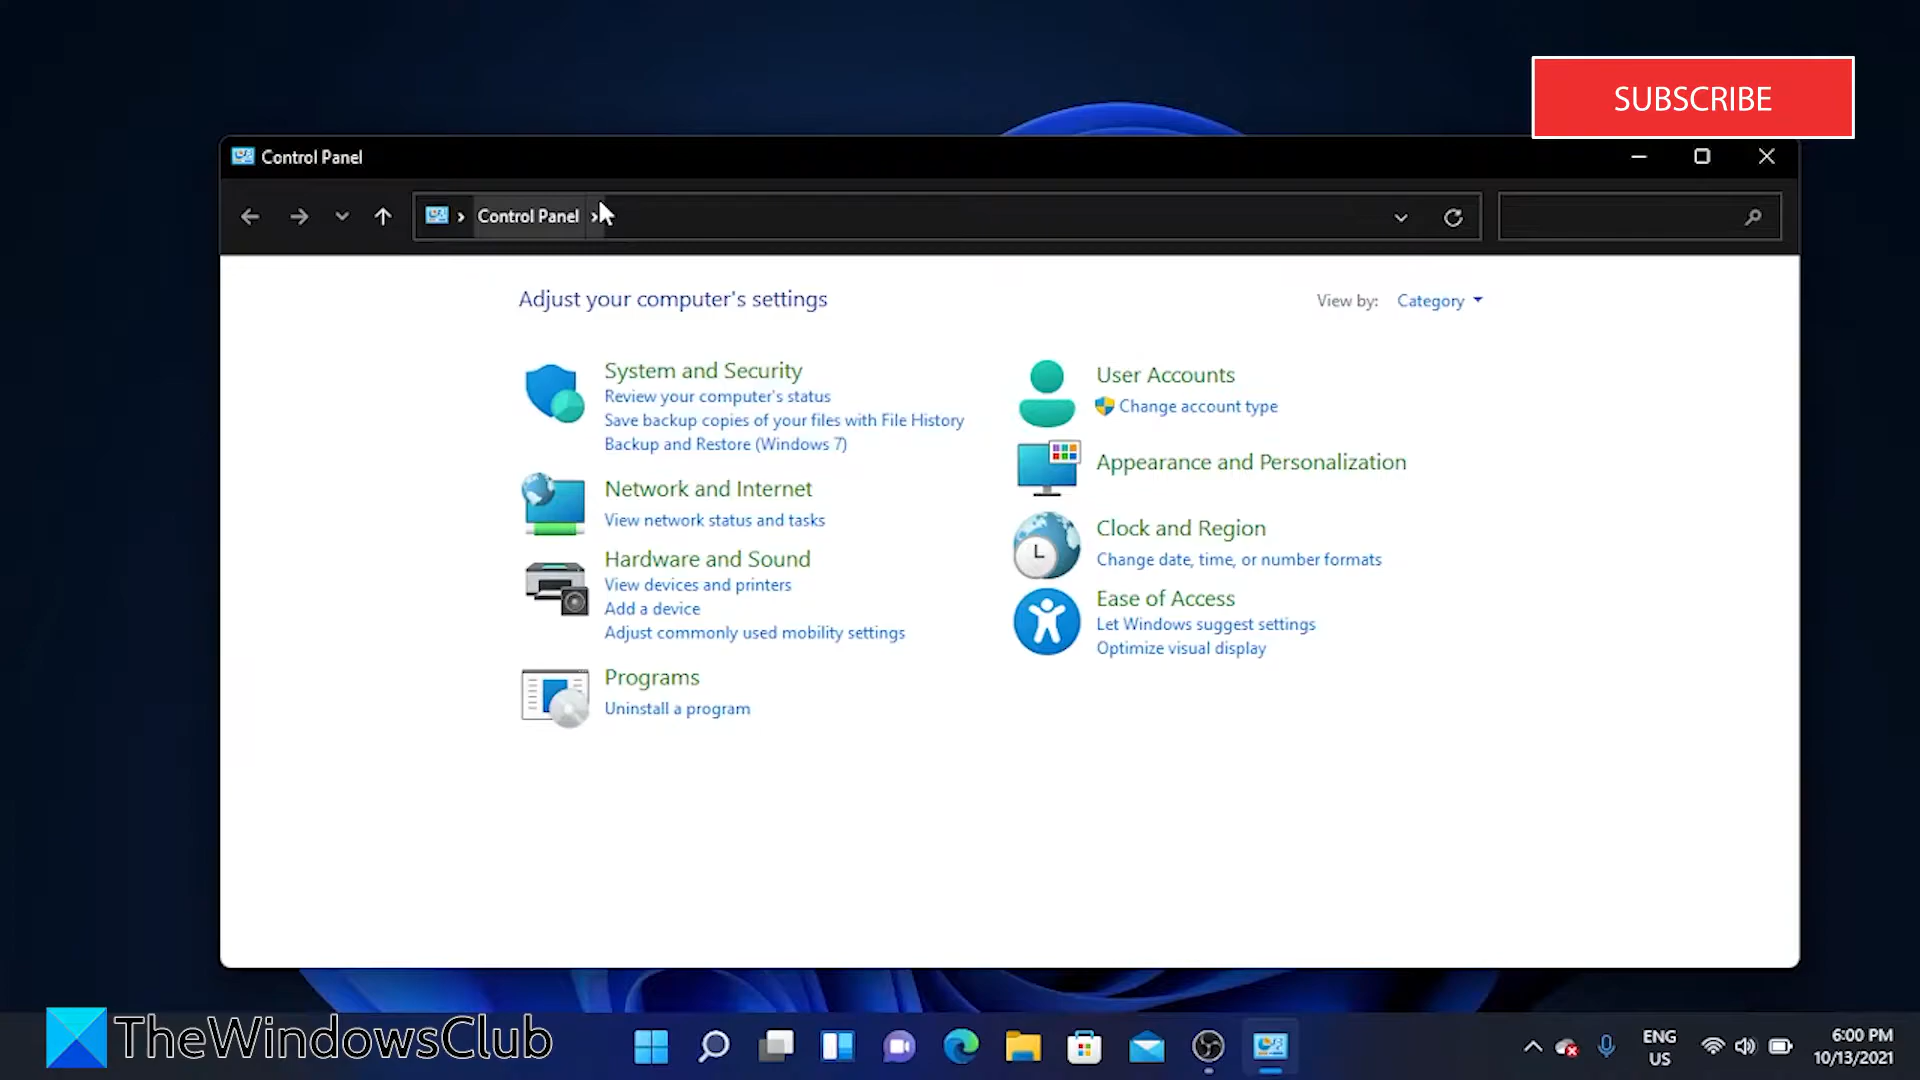 SUBSCRIBE
Control Panel
Control Panel
Adjust your computer's settings
View by: Category
System and Security
Review your computer's status
Save backup copies of your files with File History
Backup and Restore (Windows 7)
Network and Internet
View network status and tasks
Hardware and Sound
View devices and printers
Add a device
Adjust commonly used mobility settings
Programs
Uninstall a program
User Accounts
Change account type
Appearance and Personalization
Clock and Region
Change date, time, or number formats
Ease of Access
Let Windows suggest settings
Optimize visual display
TheWindowsClub
ENG
US
6:00 PM
10/13/2021